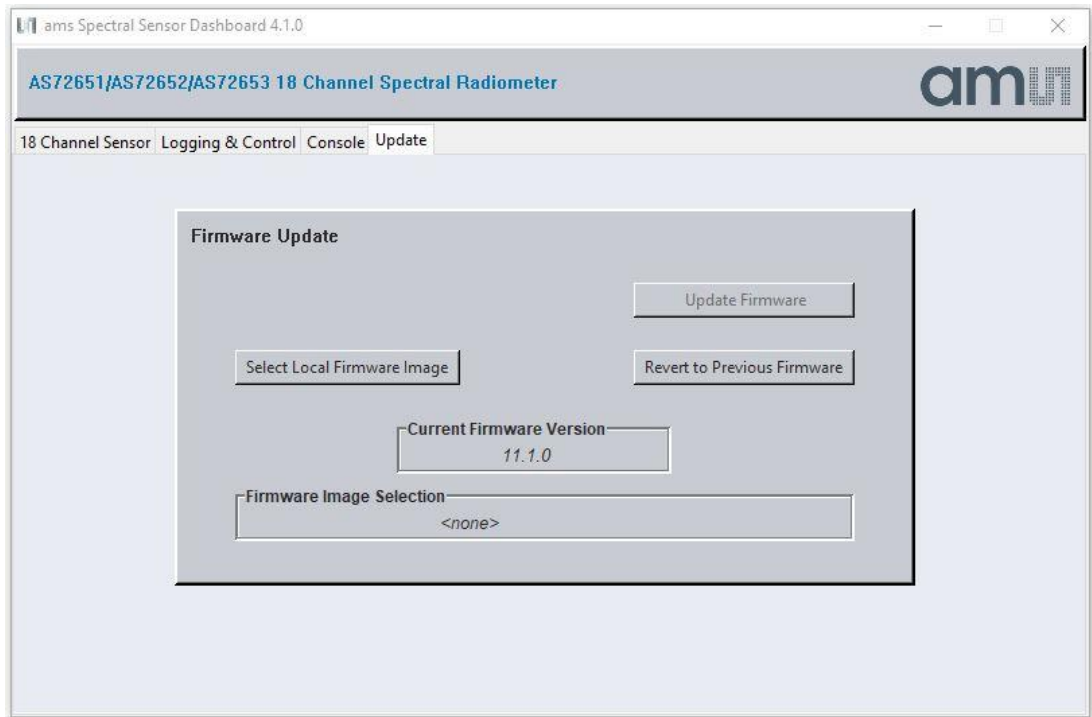 ams Spectral Sensor Dashboard 4.1.0
AS72651/AS72652/AS72653 18 Channel Spectral Radiometer
am
18 Channel Sensor Logging & Control Console Update
Firmware Update
Update Firmware
Select Local Firmware Image Revert to Previous Firmware
Current Firmware Version
11.1.0
Firmware Image Selection
<none>